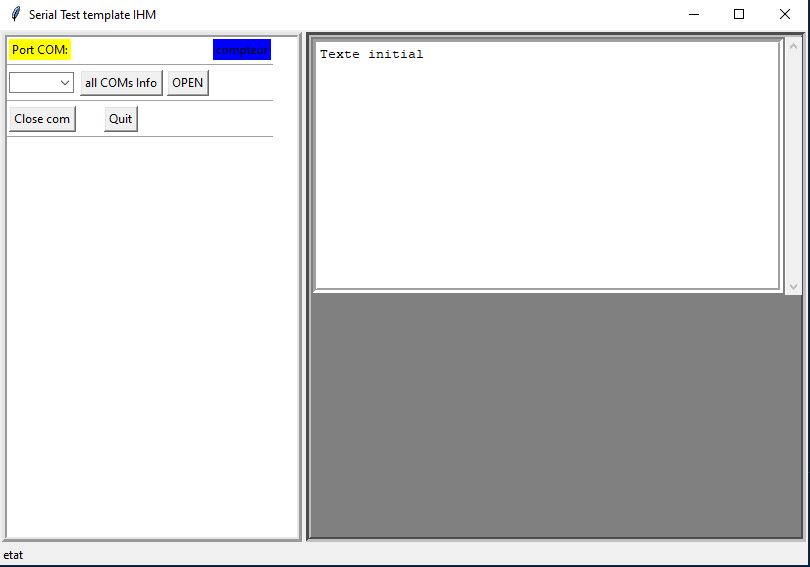 Serial Test template IHM
Port COM: compteur
all COMs Info OPEN
Close com Quit
Texte initial
etat